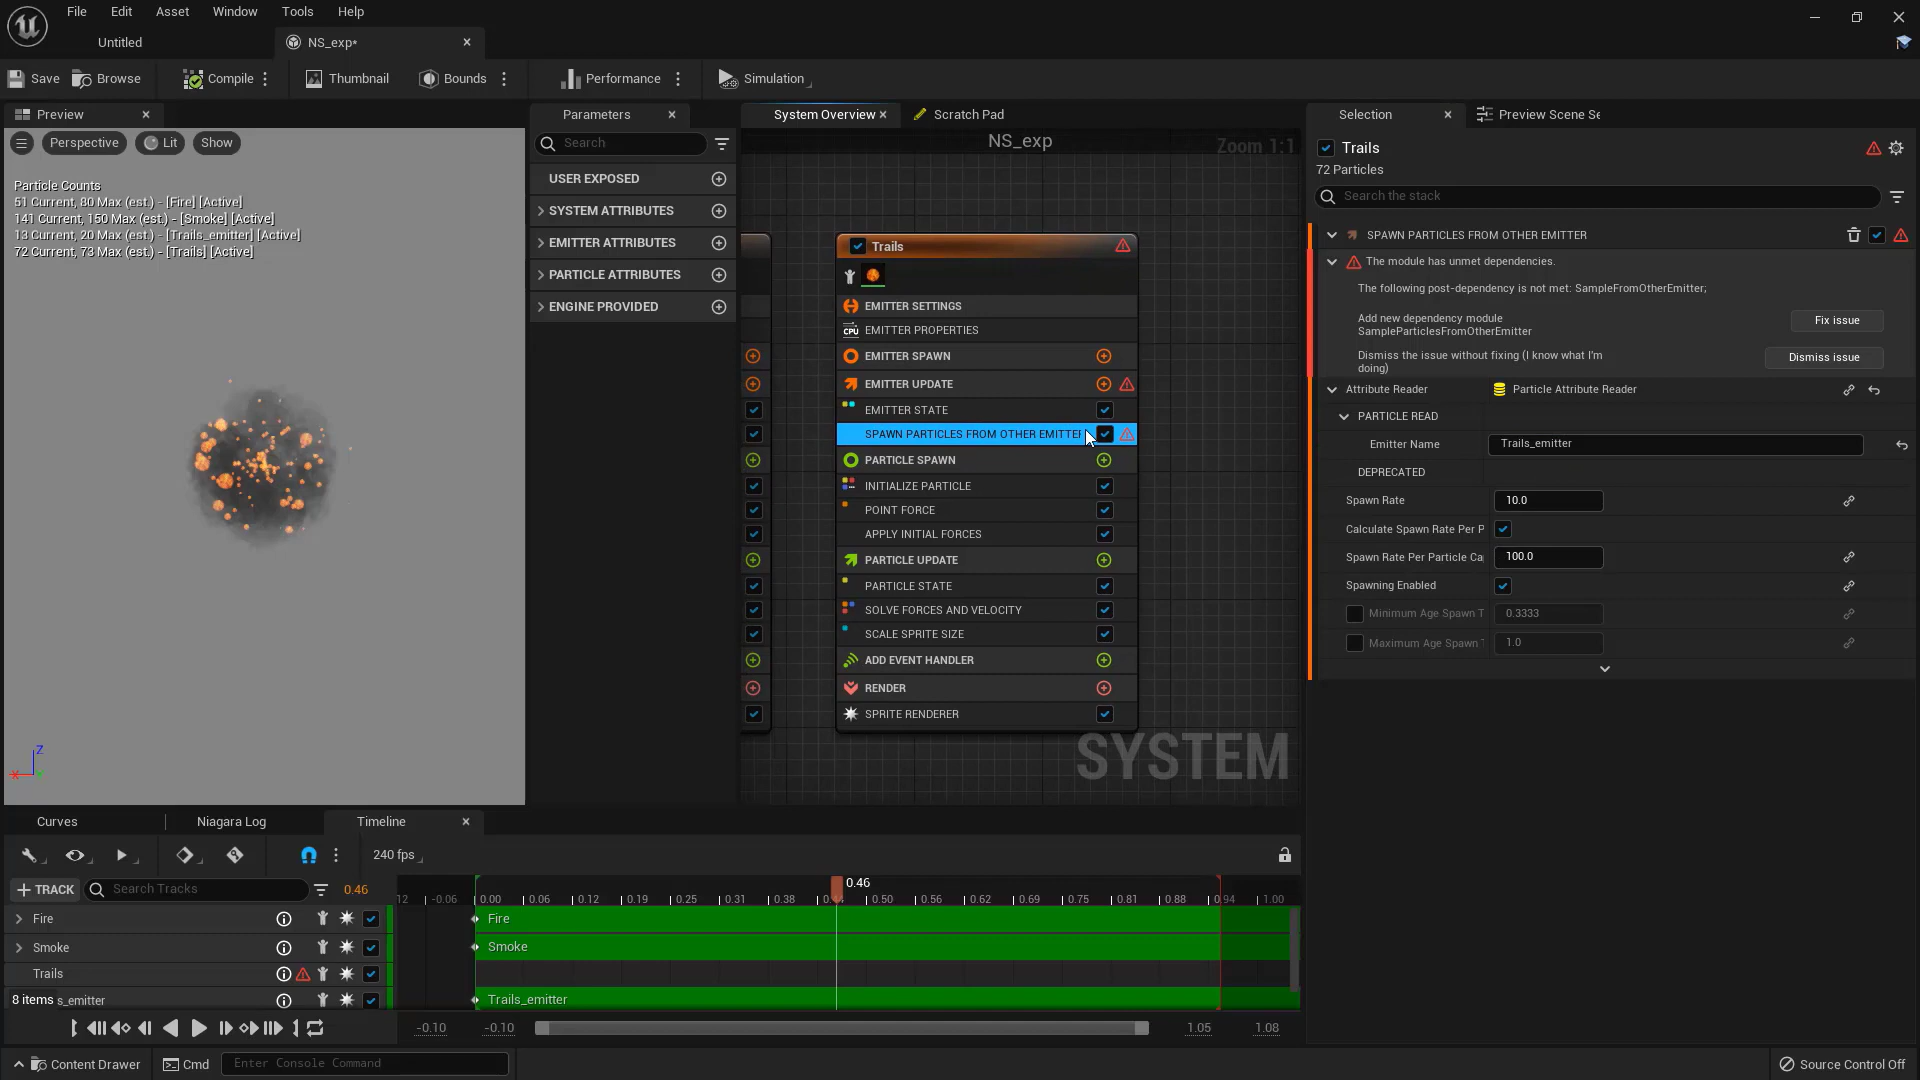 File Edit Asset Window Tools Help
Untitled
NS_exp*
Save Browse Compile Thumbnail Bounds Performance Simulation
Preview
Parameters
System Overview
Scratch Pad
Selection
Preview Scene Se
Perspective Lit Show
Particle Counts
51 Current, 80 Max (est.) - [Fire] [Active]
141 Current, 150 Max (est.) - [Smoke] [Active]
13 Current, 20 Max (est.) - [Trails_emitter] [Active]
72 Current, 73 Max (est.) - [Trails] [Active]
Z
X
Search
USER EXPOSED
SYSTEM ATTRIBUTES
EMITTER ATTRIBUTES
PARTICLE ATTRIBUTES
ENGINE PROVIDED
NS_exp
Zoom 1:1
Trails
EMITTER SETTINGS
CPU EMITTER PROPERTIES
EMITTER SPAWN
EMITTER UPDATE
EMITTER STATE
SPAWN PARTICLES FROM OTHER EMITTER
PARTICLE SPAWN
INITIALIZE PARTICLE
POINT FORCE
APPLY INITIAL FORCES
PARTICLE UPDATE
PARTICLE STATE
SOLVE FORCES AND VELOCITY
SCALE SPRITE SIZE
ADD EVENT HANDLER
RENDER
SPRITE RENDERER
SYSTEM
Trails
72 Particles
Search the stack
SPAWN PARTICLES FROM OTHER EMITTER
The module has unmet dependencies.
The following post-dependency is not met: SampleFromOtherEmitter;
Add new dependency module
SampleParticlesFromOtherEmitter
Fix issue
Dismiss the issue without fixing (I know what I'm
doing)
Dismiss issue
Attribute Reader Particle Attribute Reader
PARTICLE READ
Emitter Name Trails_emitter
DEPRECATED
Spawn Rate 10.0
Calculate Spawn Rate Per P
Spawn Rate Per Particle Ca 100.0
Spawning Enabled
Minimum Age Spawn T 0.3333
Maximum Age Spawn T 1.0
Curves Niagara Log Timeline
240 fps
TRACK Search Tracks 0.46
0.46
12 -0.06 0.00 0.06 0.12 0.19 0.25 0.31 0.38 0.50 0.56 0.62 0.69 0.75 0.81 0.88 0.94 1.00
Fire Fire
Smoke Smoke
Trails
8 items s_emitter Trails_emitter
-0.10 -0.10 1.05 1.08
Content Drawer Cmd Enter Console Command Source Control Off